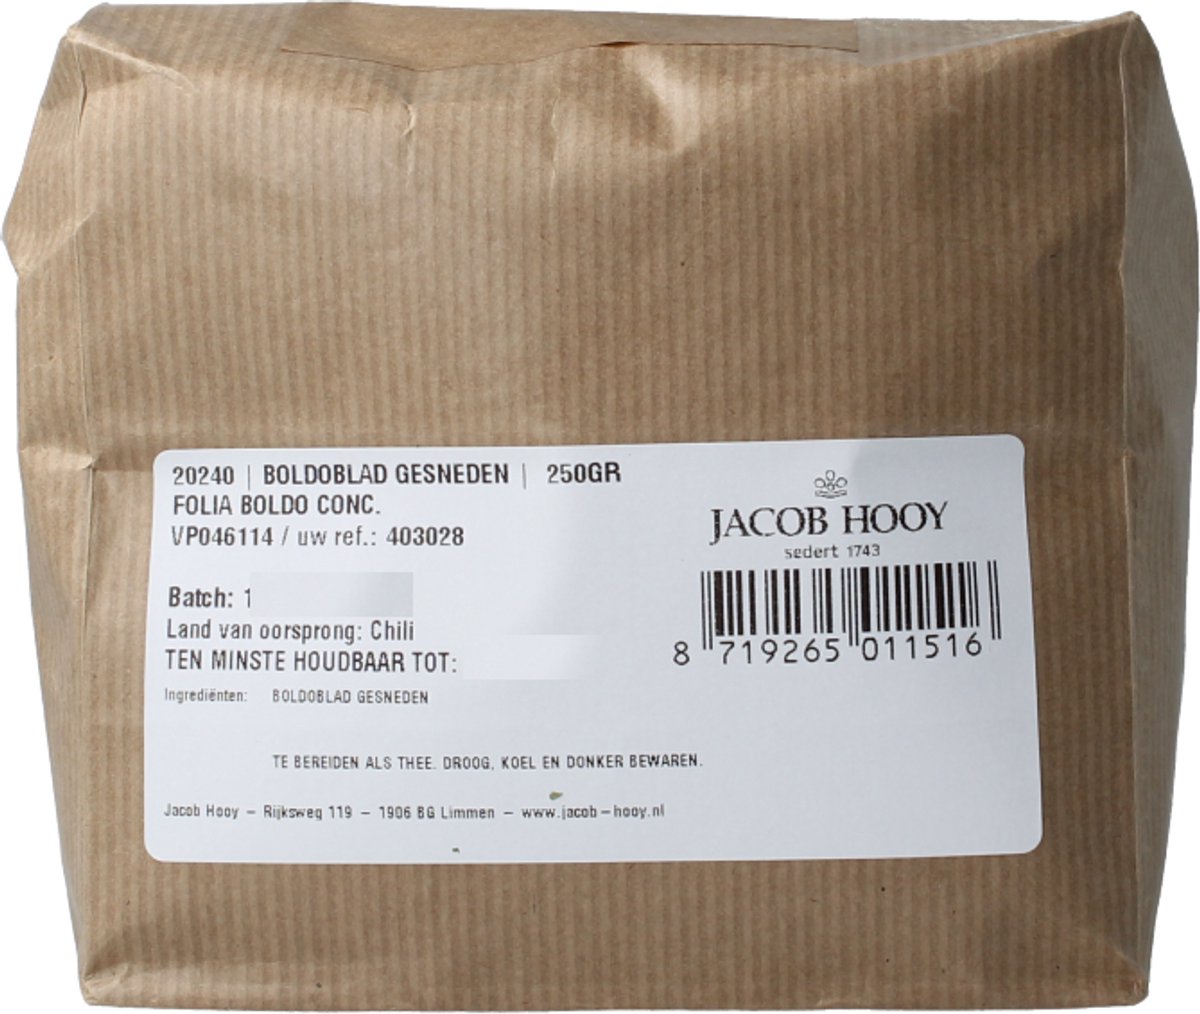 20240 | BOLDOBLAD GESNEDEN | 250GR
FOLIA BOLDO CONC.
VP046114 / uw ref.: 403028
Batch: 1
Land van oorsprong: Chili
TEN MINSTE HOUDBAAR TOT:
Ingrediënten: BOLDOBLAD GESNEDEN
TE BEREIDEN ALS THEE. DROOG, KOEL EN DONKER BEWAREN.
Jacob Hooy – Rijksweg 119 – 1906 BG Limmen – www.jacob-hooy.nl
JACOB HOOY
sedert 1743
8 719265 011516